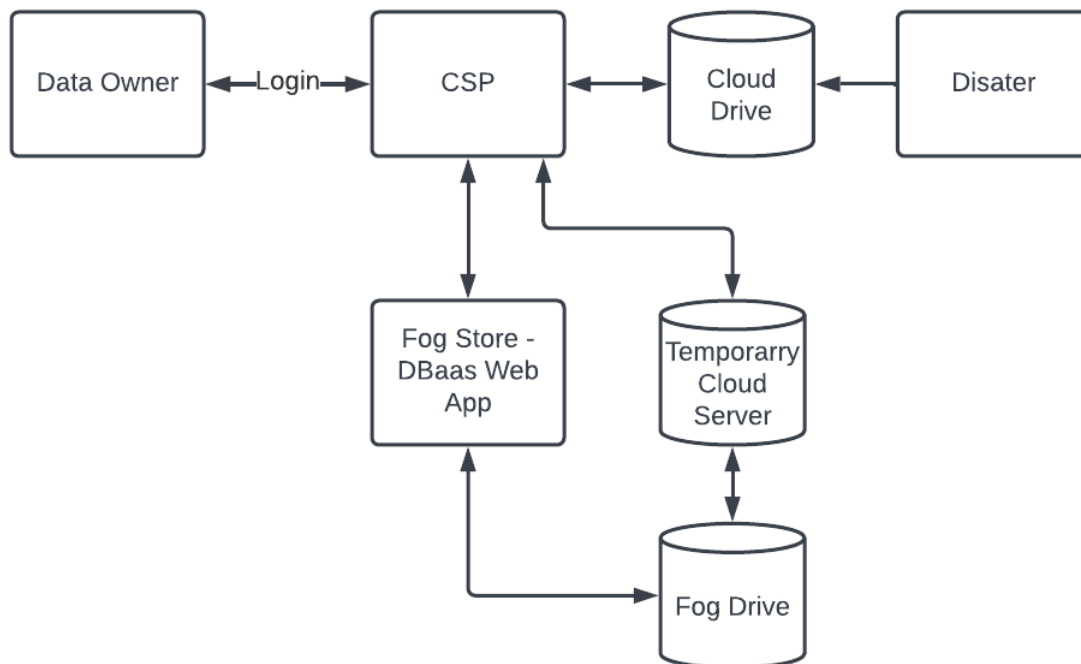 Data Owner
Login
CSP
Cloud
Drive
Disater
Fog Store -
DBaas Web
App
Temporarry
Cloud
Server
Fog Drive